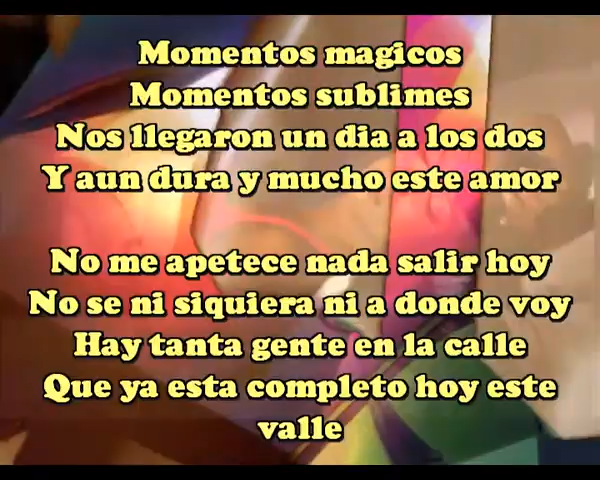 Momentos magicos
Momentos sublimes
Nos llegaron un dia a los dos
Y aun dura y mucho este amor
No me apetece nada salir hoy
No se ni siquiera ni a donde voy
Hay tanta gente en la calle
Que ya esta completo hoy este
valle